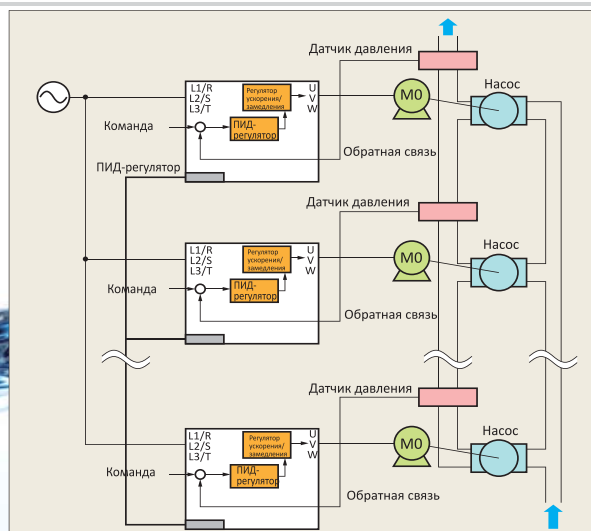 Датчик давления
L1/R
L2/S
L3/T
Регулятор
ускорения/
замедления
U
V
W
M0
Насос
Команда
ПИД-
регулятор
Обратная связь
ПИД-регулятор
Датчик давления
L1/R
L2/S
L3/T
Регулятор
ускорения/
замедления
U
V
W
M0
Насос
Команда
ПИД-
регулятор
Обратная связь
Датчик давления
L1/R
L2/S
L3/T
Регулятор
ускорения/
замедления
U
V
W
M0
Насос
Команда
ПИД-
регулятор
Обратная связь